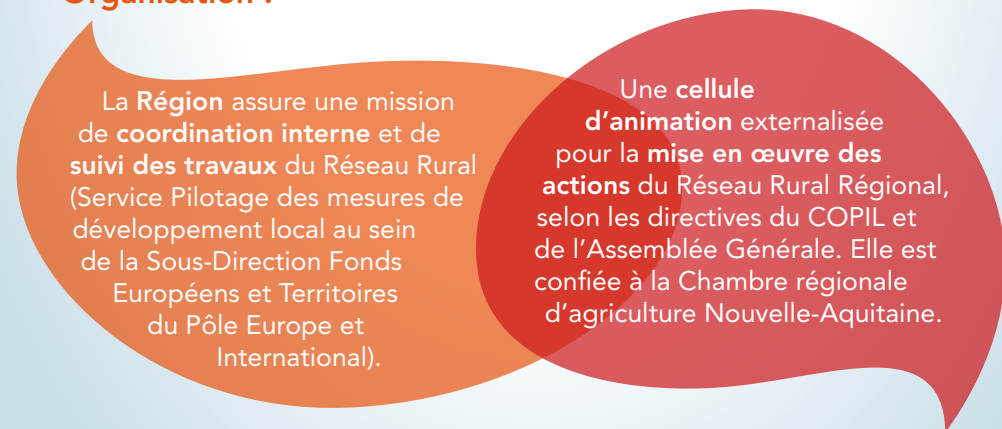 Organisation :
La Région assure une mission
de coordination interne et de
suivi des travaux du Réseau Rural
(Service Pilotage des mesures de
développement local au sein
de la Sous-Direction Fonds
Européens et Territoires
du Pôle Europe et
International).
Une cellule
d’animation externalisée
pour la mise en œuvre des
actions du Réseau Rural Régional,
selon les directives du COPIL et
de l’Assemblée Générale. Elle est
confiée à la Chambre régionale
d’agriculture Nouvelle-Aquitaine.